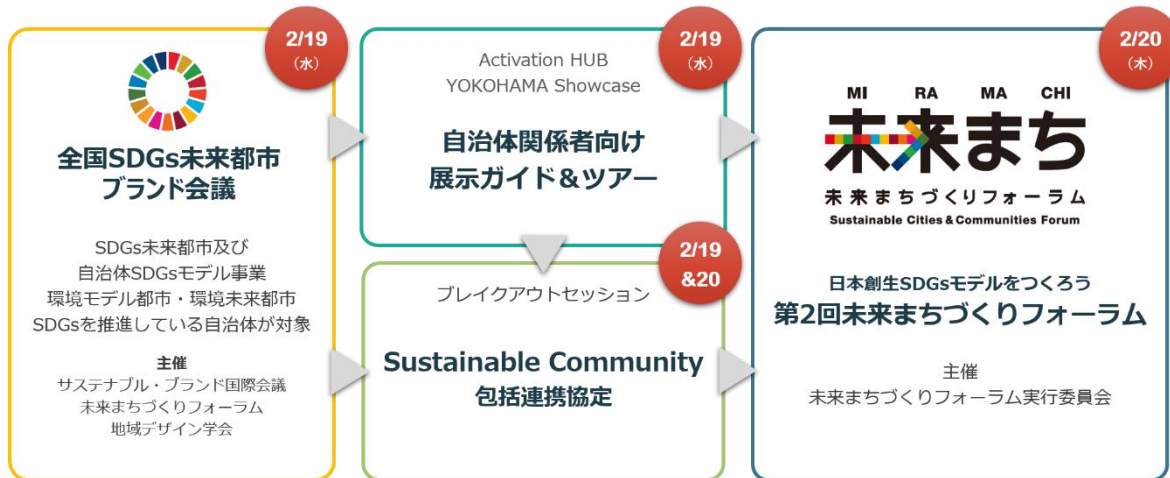 2/19
（水）
全国SDGs未来都市
ブランド会議
SDGs未来都市及び
自治体SDGsモデル事業
環境モデル都市・環境未来都市
SDGsを推進している自治体が対象
主催
サステナブル・ブランド国際会議
未来まちづくりフォーラム
地域デザイン学会
2/19
（水）
Activation HUB
YOKOHAMA Showcase
自治体関係者向け
展示ガイド＆ツアー
2/19
&20
ブレイクアウトセッション
Sustainable Community
包括連携協定
2/20
（木）
MI RA MA CHI
未来まち
未来まちづくりフォーラム
Sustainable Cities & Communities Forum
日本創生SDGsモデルをつくろう
第2回未来まちづくりフォーラム
主催
未来まちづくりフォーラム実行委員会